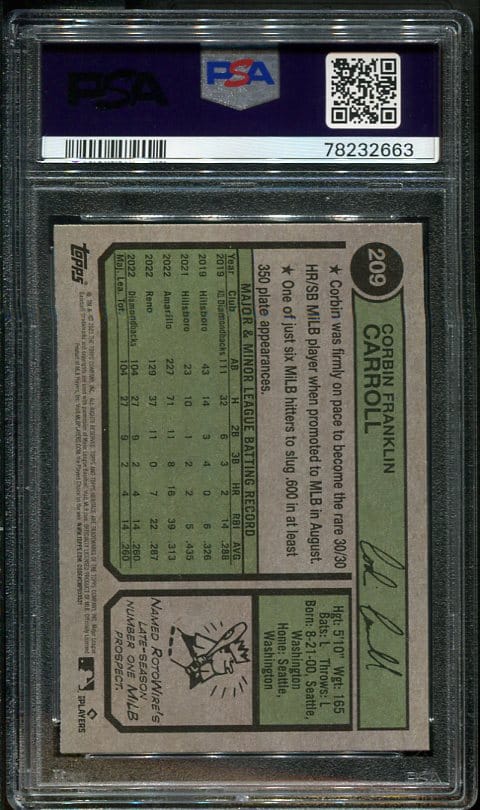 PSA
PSA
78232663
209
CORBIN FRANKLIN
CARROLL
★ Corbin was firmly on pace to become the rare 30/30
HR/SB MiLB player when promoted to MLB in August.
★ One of just six MiLB hitters to slug .600 in at least
350 plate appearances.
Hgt: 5'10" Wgt: 165
Bats: L Throws: L
Born: 8-21-00, Seattle,
Washington
Home: Seattle,
Washington
MAJOR & MINOR LEAGUE BATTING RECORD
Year Club AB H 2B 3B HR RBI AVG
2019 AZ Diamondbacks 111 32 6 3 2 14 .288
2019 Hillsboro 43 14 3 4 0 6 .326
2021 Hillsboro 23 10 1 2 2 5 .435
2022 Amarillo 227 71 11 8 16 39 .313
2022 Reno 129 37 11 0 7 22 .287
2022 Diamondbacks 104 27 9 2 4 14 .260
Maj. Lea. Tot. 104 27 9 2 4 14 .260
NAMED ROTOWIRE'S
LATE-SEASON
NUMBER ONE MILB
PROSPECT.
topps
PLAYERS